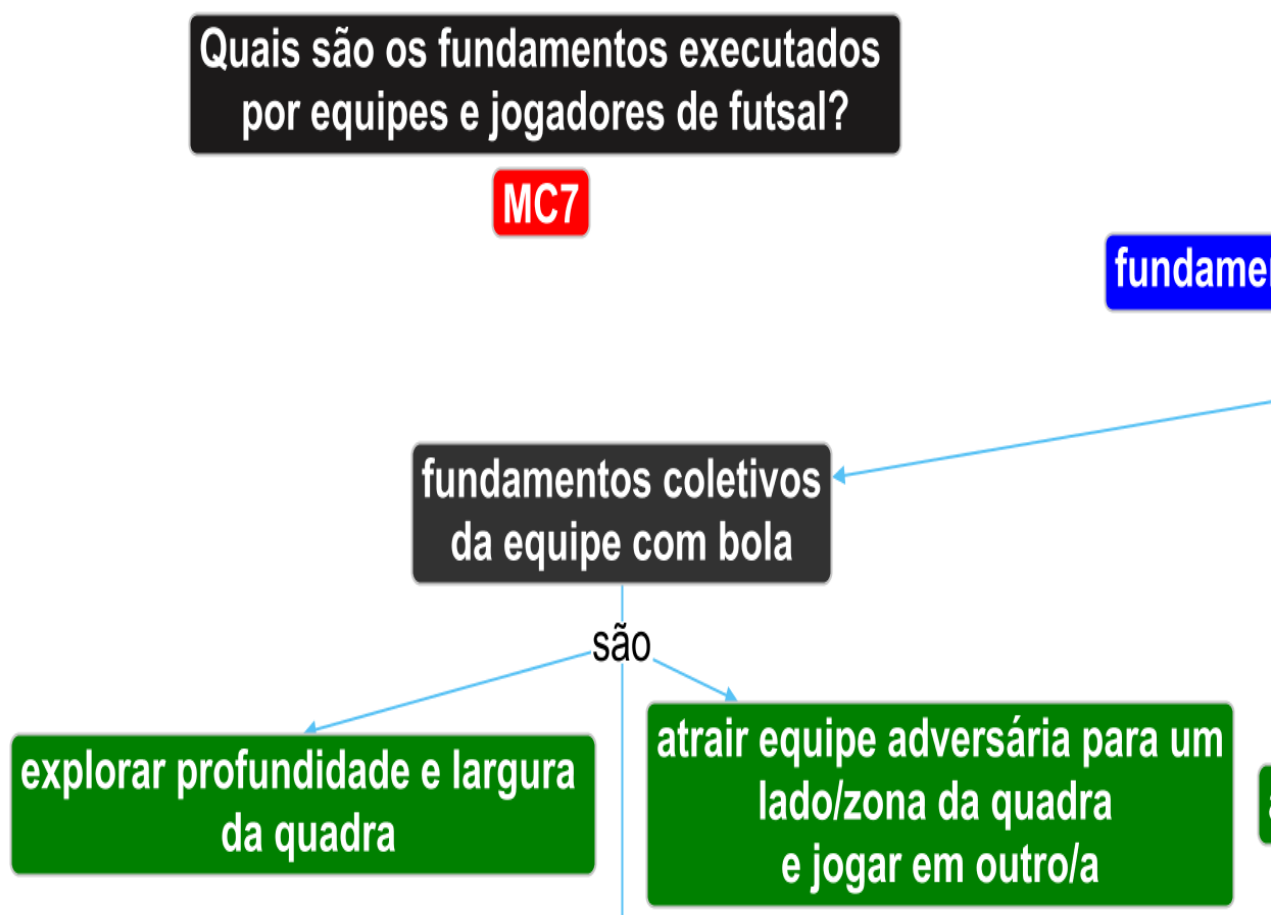 Quais são os fundamentos executados
por equipes e jogadores de futsal?
MC7
fundamentos coletivos
da equipe com bola
são
explorar profundidade e largura
da quadra
atrair equipe adversária para um
lado/zona da quadra
e jogar em outro/a